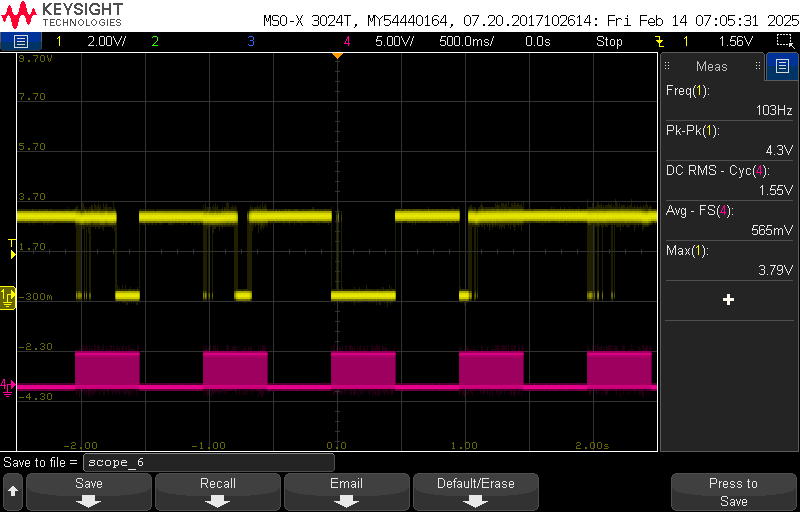 KEYSIGHT
TECHNOLOGIES
MSO-X 3024T, MY54440164, 07.20.2017102614: Fri Feb 14 07:05:31 2025
1 2.00V/ 2 3 4 5.00V/ 500.0ms/ 0.0s Stop 1 1.56V
9.70V
7.70
5.70
3.70
T
1.70
1
-300m
-2.30
4
-4.30
-2.00 -1.00 0.0 1.00 2.00s
Meas
Freq(1):
103Hz
Pk-Pk(1):
4.3V
DC RMS - Cyc(4):
1.55V
Avg - FS(4):
565mV
Max(1):
3.79V
Save to file = scope_6
Save
Recall
Email
Default/Erase
Press to
Save